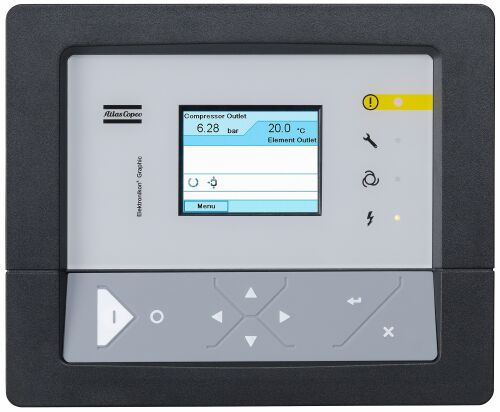 Atlas Copco
Elektronikon® Graphic
Compressor Outlet
6.28 bar
20.0 °C
Element Outlet
Menu